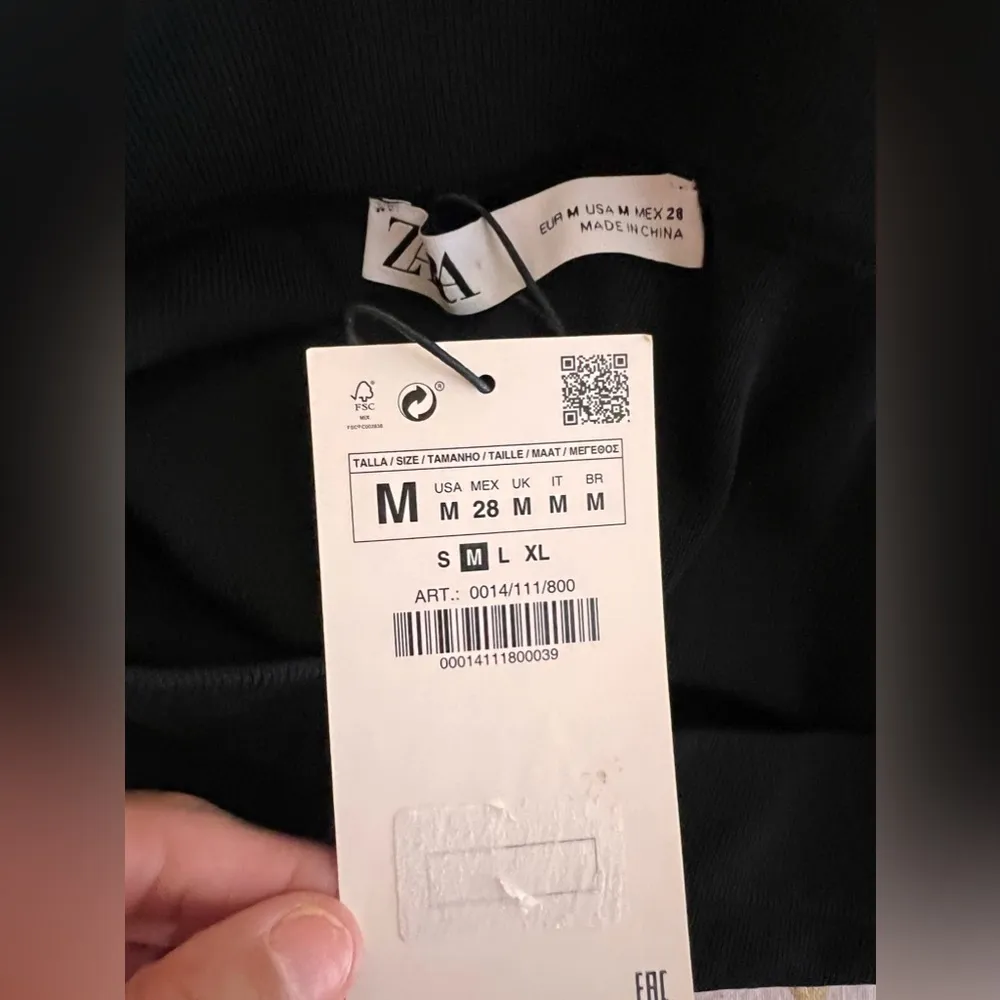 ZARA
EUR M USA M MEX 28
MADE IN CHINA
FSC
MIX
®
TALLA / SIZE / TAMANHO / TAILLE / MAAT / ΜΕΓΕΘΟΣ
M
USA MEX UK IT BR
M 28 M M M
S M L XL
ART.: 0014/111/800
00014111800039
EAC